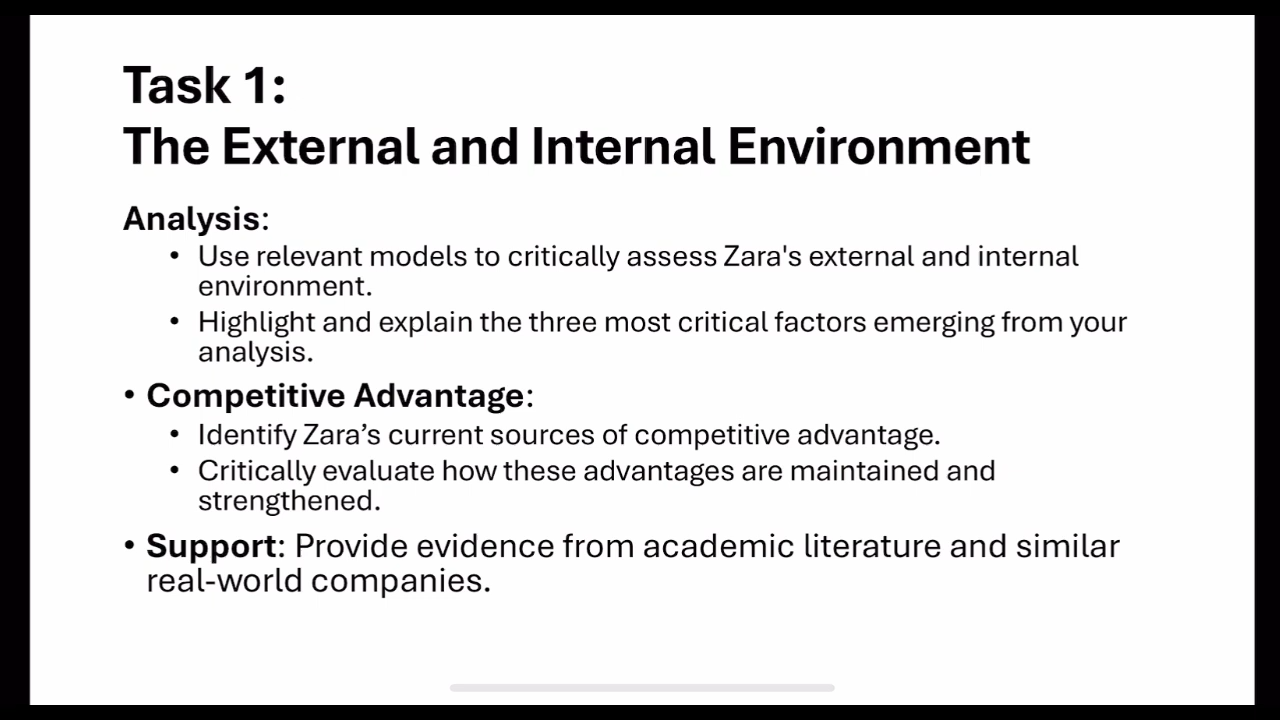 Task 1:
The External and Internal Environment
Analysis:
• Use relevant models to critically assess Zara's external and internal
environment.
• Highlight and explain the three most critical factors emerging from your
analysis.
• Competitive Advantage:
• Identify Zara’s current sources of competitive advantage.
• Critically evaluate how these advantages are maintained and
strengthened.
• Support: Provide evidence from academic literature and similar
real-world companies.